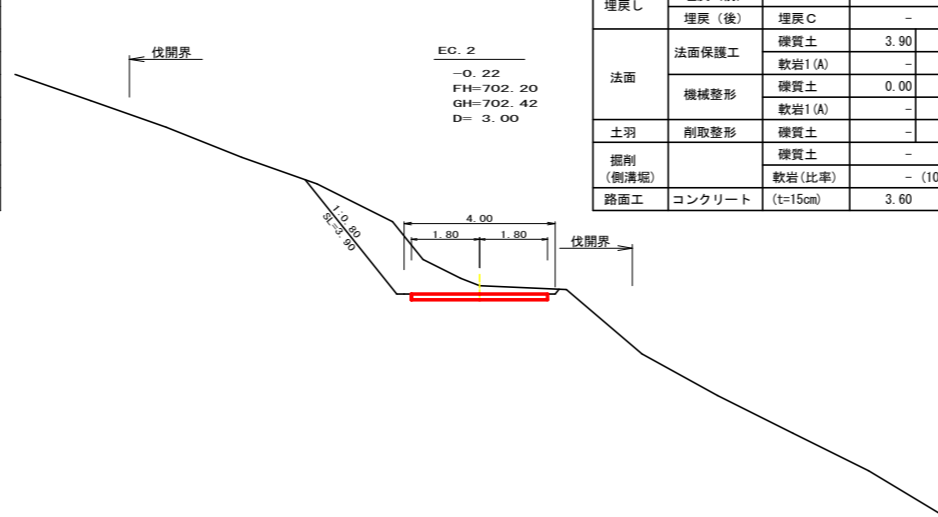 埋戻し
埋戻(後) 埋戻C -
法面 法面保護工 礫質土 3.90
軟岩1(A) -
機械整形 礫質土 0.00
軟岩1(A) -
土羽 削取整形 礫質土 -
掘削
(側溝堀)
礫質土 -
軟岩(比率) - (10
路面工 コンクリート (t=15cm) 3.60
伐開界
EC. 2
-0. 22
FH=702. 20
GH=702. 42
D= 3. 00
1:0.80
SL=3.90
4.00
1.80 1.80
伐開界